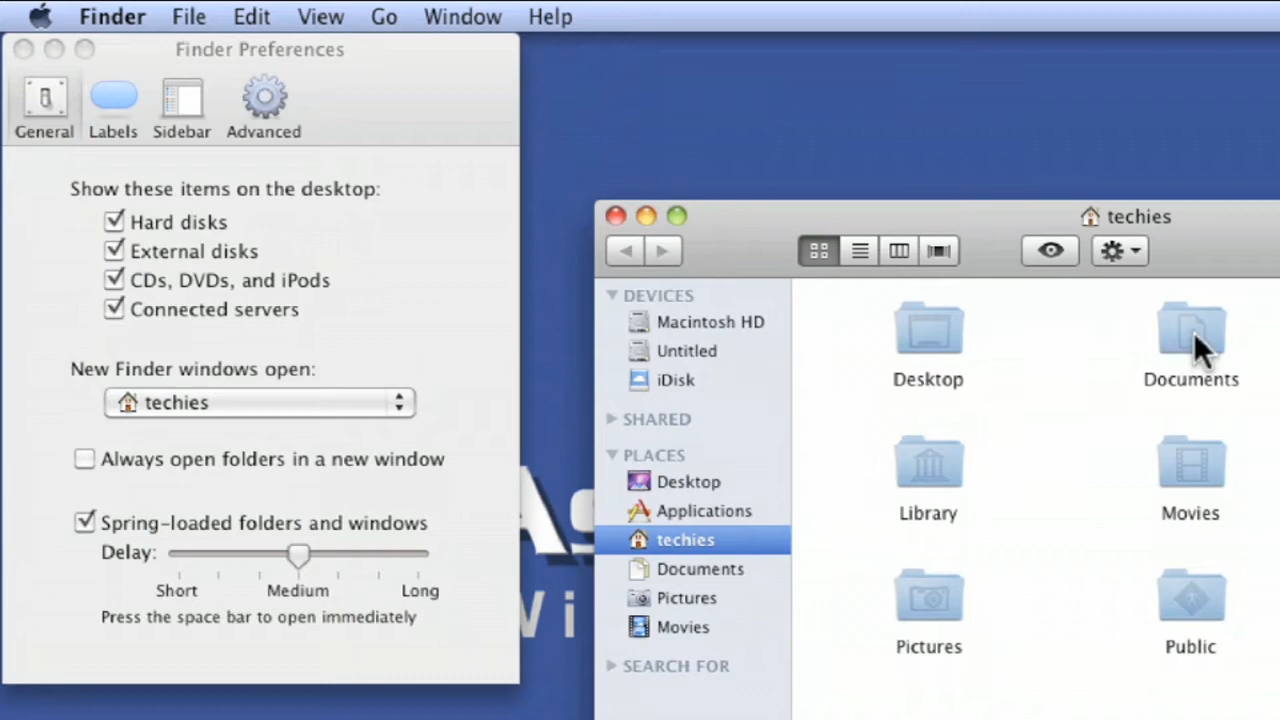 Finder File Edit View Go Window Help
Finder Preferences
General Labels Sidebar Advanced
Show these items on the desktop:
Hard disks
External disks
CDs, DVDs, and iPods
Connected servers
New Finder windows open:
techies
Always open folders in a new window
Spring-loaded folders and windows
Delay:
Short Medium Long
Press the space bar to open immediately
techies
DEVICES
Macintosh HD
Untitled
iDisk
SHARED
PLACES
Desktop
Applications
techies
Documents
Pictures
Movies
SEARCH FOR
Desktop Documents
Library Movies
Pictures Public
As
Wi